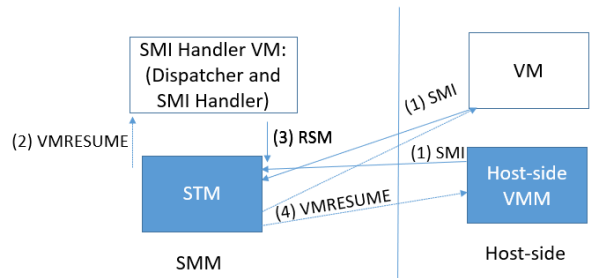 SMI Handler VM:
(Dispatcher and
SMI Handler)
VM
(1) SMI
(2) VMRESUME
(3) RSM
(1) SMI
STM
Host-side
VMM
(4) VMRESUME
SMM
Host-side